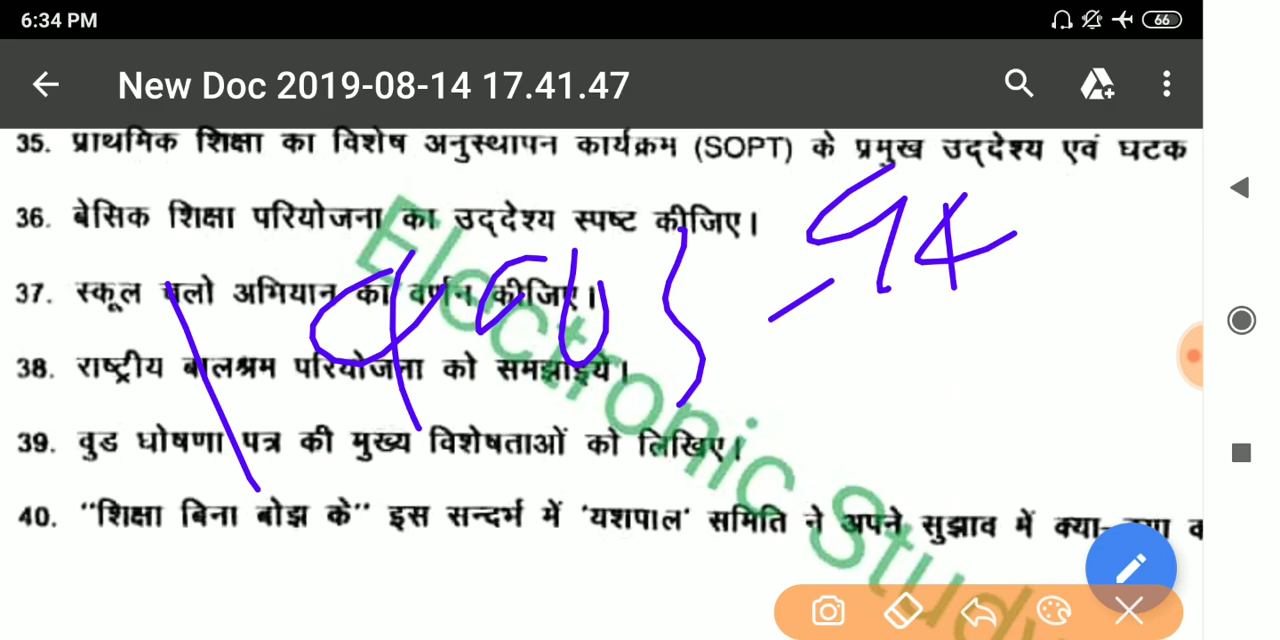 6:34 PM
66
New Doc 2019-08-14 17.41.47
35. प्राथमिक शिक्षा का विशेष अनुस्थापन कार्यक्रम (SOPT) के प्रमुख उद्देश्य एवं घटक
36. बेसिक शिक्षा परियोजना का उद्देश्य स्पष्ट कीजिए।
37. स्कूल चलो अभियान का वर्णन कीजिए।
38. राष्ट्रीय बालश्रम परियोजना को समझाइये।
39. वुड घोषणा पत्र की मुख्य विशेषताओं को लिखिए।
40. "शिक्षा बिना बोझ के" इस सन्दर्भ में 'यशपाल' समिति ने अपने सुझाव में क्या-क्या
Electronic Study